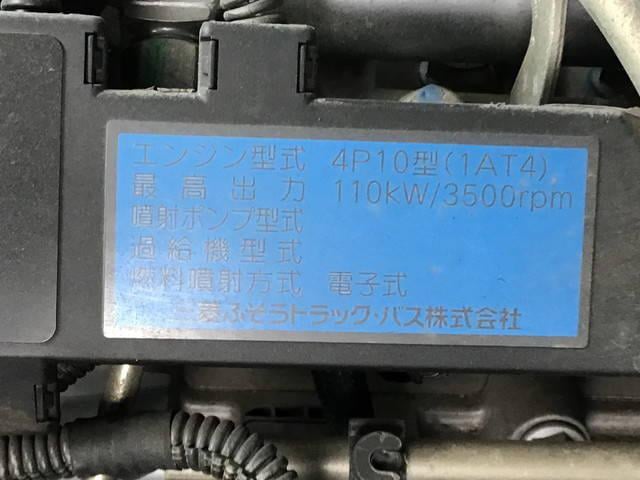 エンジン型式 4P10型(1AT4)
最高出力 110kW/3500rpm
噴射ポンプ型式
過給機型式
燃料噴射方式 電子式
三菱ふそうトラック・バス株式会社